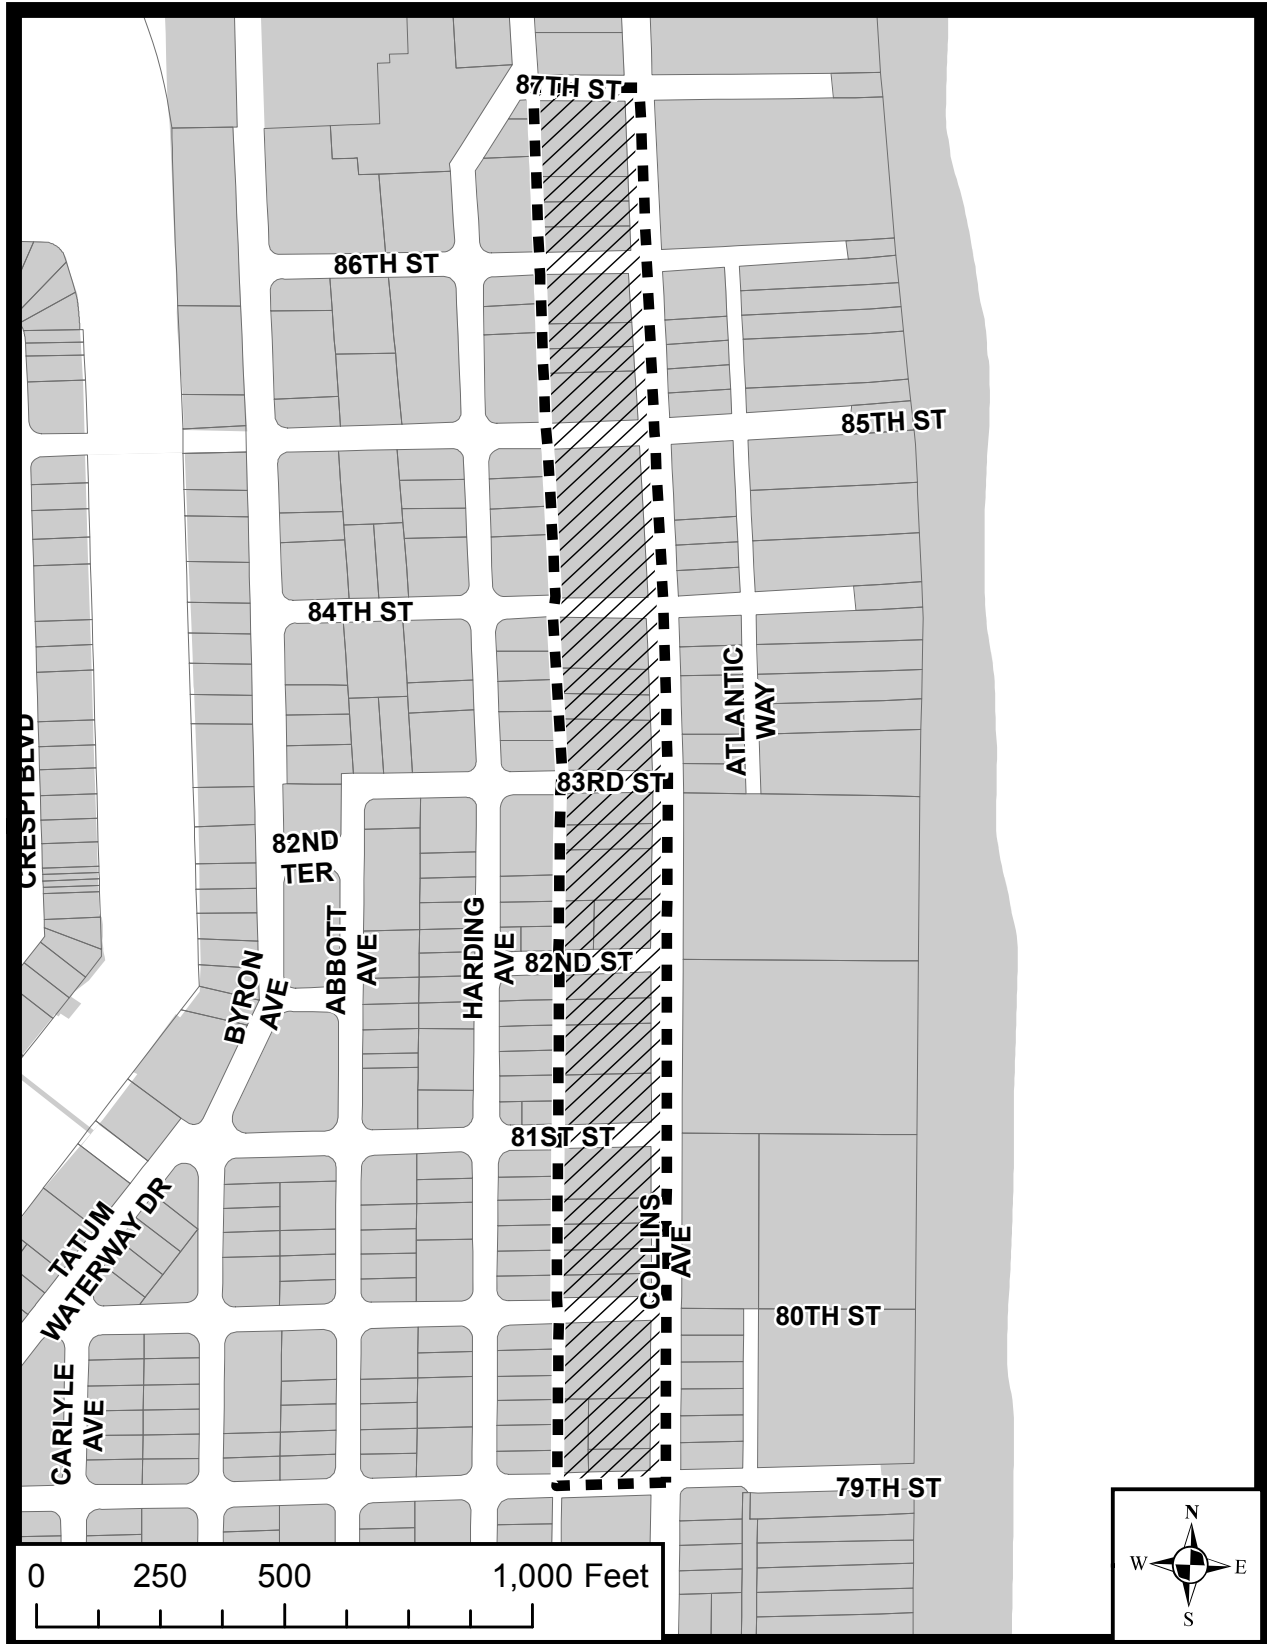 87TH ST
86TH ST
85TH ST
84TH ST
ATLANTIC
WAY
CRESPI BLVD
83RD ST
82ND
TER
ABBOTT
AVE
HARDING
AVE
82ND ST
BYRON
AVE
81ST ST
TATUM
WATERWAY DR
COLLINS
AVE
80TH ST
CARLYLE
AVE
79TH ST
0 250 500 1,000 Feet
N
W E
S